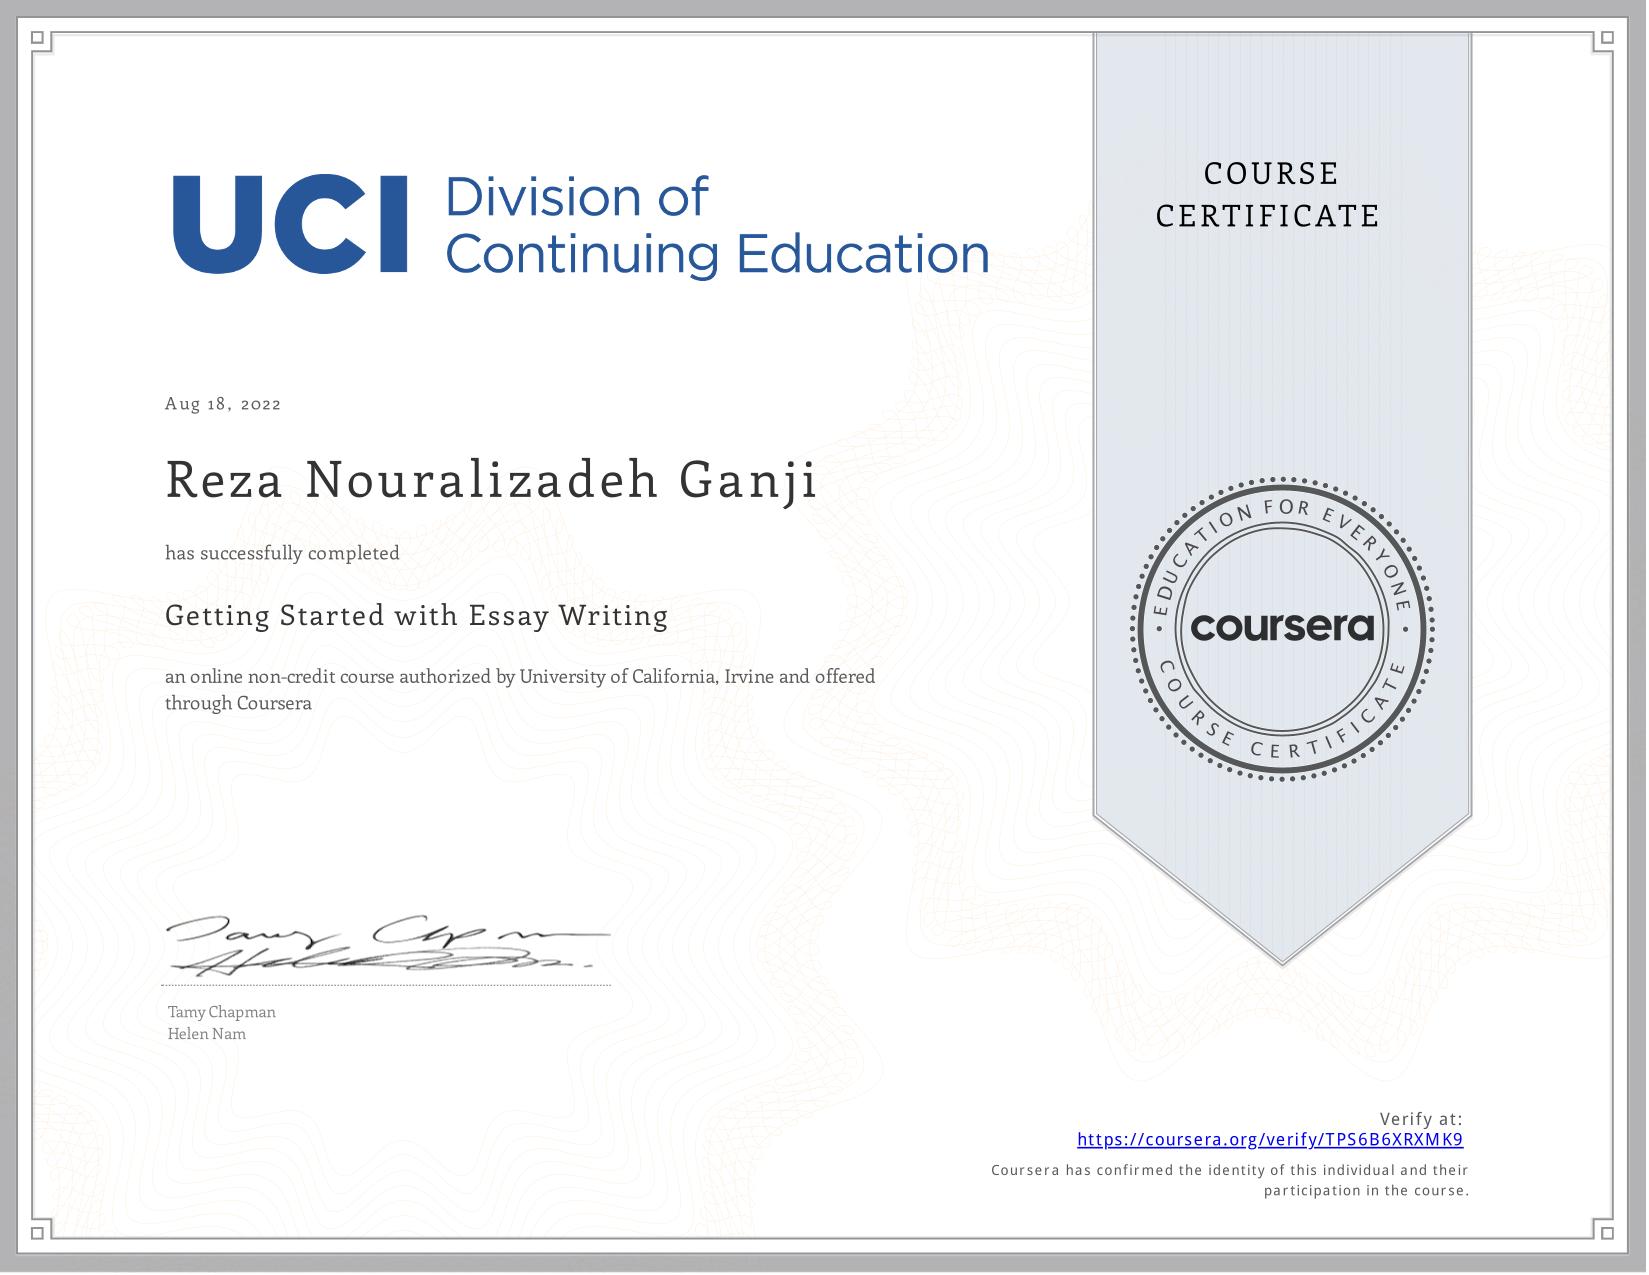 UCI Division of
Continuing Education
COURSE
CERTIFICATE
Aug 18, 2022
Reza Nouralizadeh Ganji
has successfully completed
Getting Started with Essay Writing
an online non-credit course authorized by University of California, Irvine and offered
through Coursera
EDUCATION FOR EVERYONE
coursera
COURSE CERTIFICATE
Tamy Chapman
Helen Nam
Verify at:
https://coursera.org/verify/TPS6B6XRXMK9
Coursera has confirmed the identity of this individual and their
participation in the course.